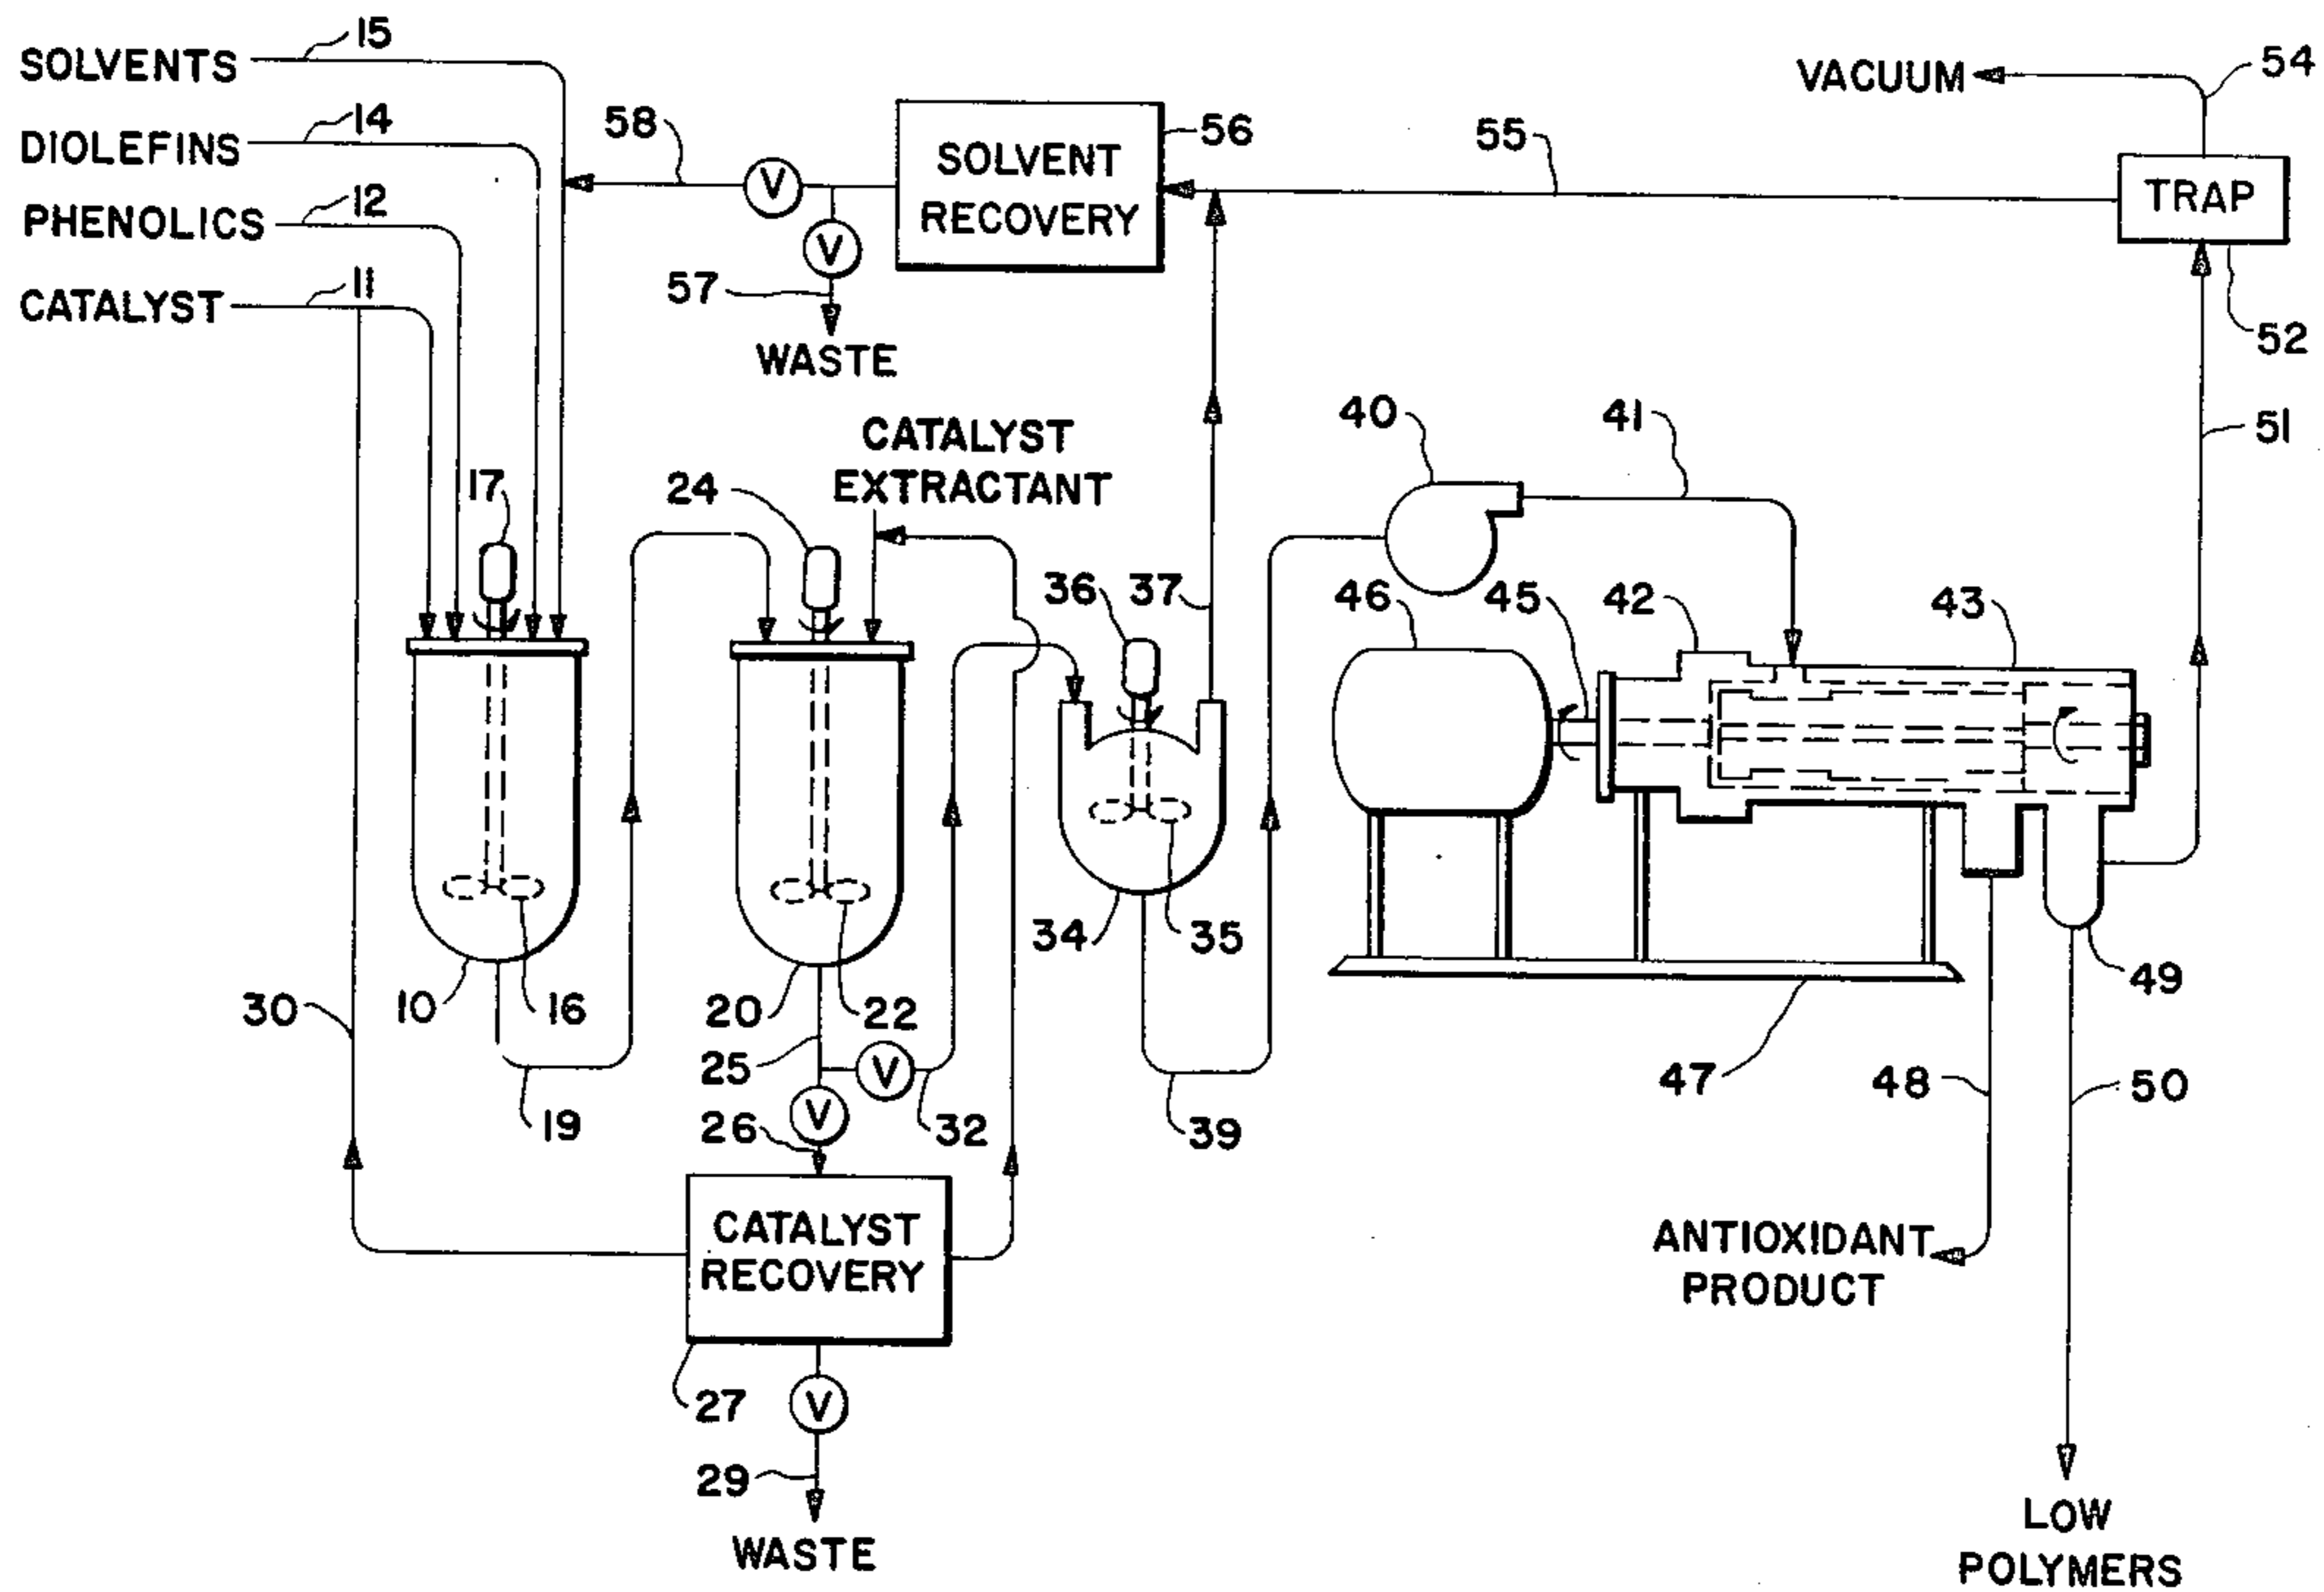 SOLVENTS
15
DIOLEFINS
14
PHENOLICS
12
CATALYST
11
58
V
V
57
WASTE
SOLVENT
RECOVERY
56
55
VACUUM
54
TRAP
52
51
CATALYST
EXTRACTANT
17
24
36
37
40
41
46
45
42
43
30
10
16
19
20
22
25
V
V
26
32
34
35
39
47
48
49
50
CATALYST
RECOVERY
27
V
29
WASTE
ANTIOXIDANT
PRODUCT
LOW
POLYMERS